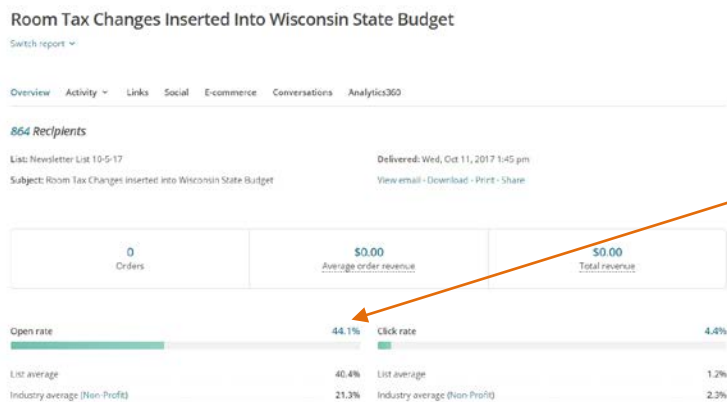 Room Tax Changes Inserted Into Wisconsin State Budget
Switch report
Overview Activity Links Social E-commerce Conversations Analytics360
864 Recipients
List: Newsletter List 10-5-17 Delivered: Wed, Oct 11, 2017 1:45 pm
Subject: Room Tax Changes Inserted into Wisconsin State Budget View email · Download · Print · Share
0 $0.00 $0.00
Orders Average order revenue Total revenue
Open rate 44.1% Click rate 4.4%
List average 40.4% List average 1.2%
Industry average (Non-Profit) 21.3% Industry average (Non-Profit) 2.3%